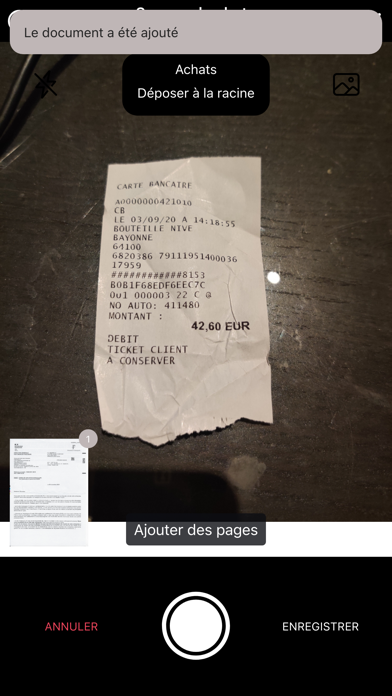 Le document a été ajouté
Achats
Déposer à la racine
CARTE BANCAIRE
A0000000421010
CB
LE 03/09/20 A 14:18:55
BOUTEILLE NIVE
BAYONNE
64100
6820386 79111951400036
17959
############8153
B0B1F68EDF6EEC7C
001 000003 22 C @
NO AUTO: 411480
MONTANT :
42,60 EUR
DEBIT
TICKET CLIENT
A CONSERVER
1
Ajouter des pages
ANNULER
ENREGISTRER